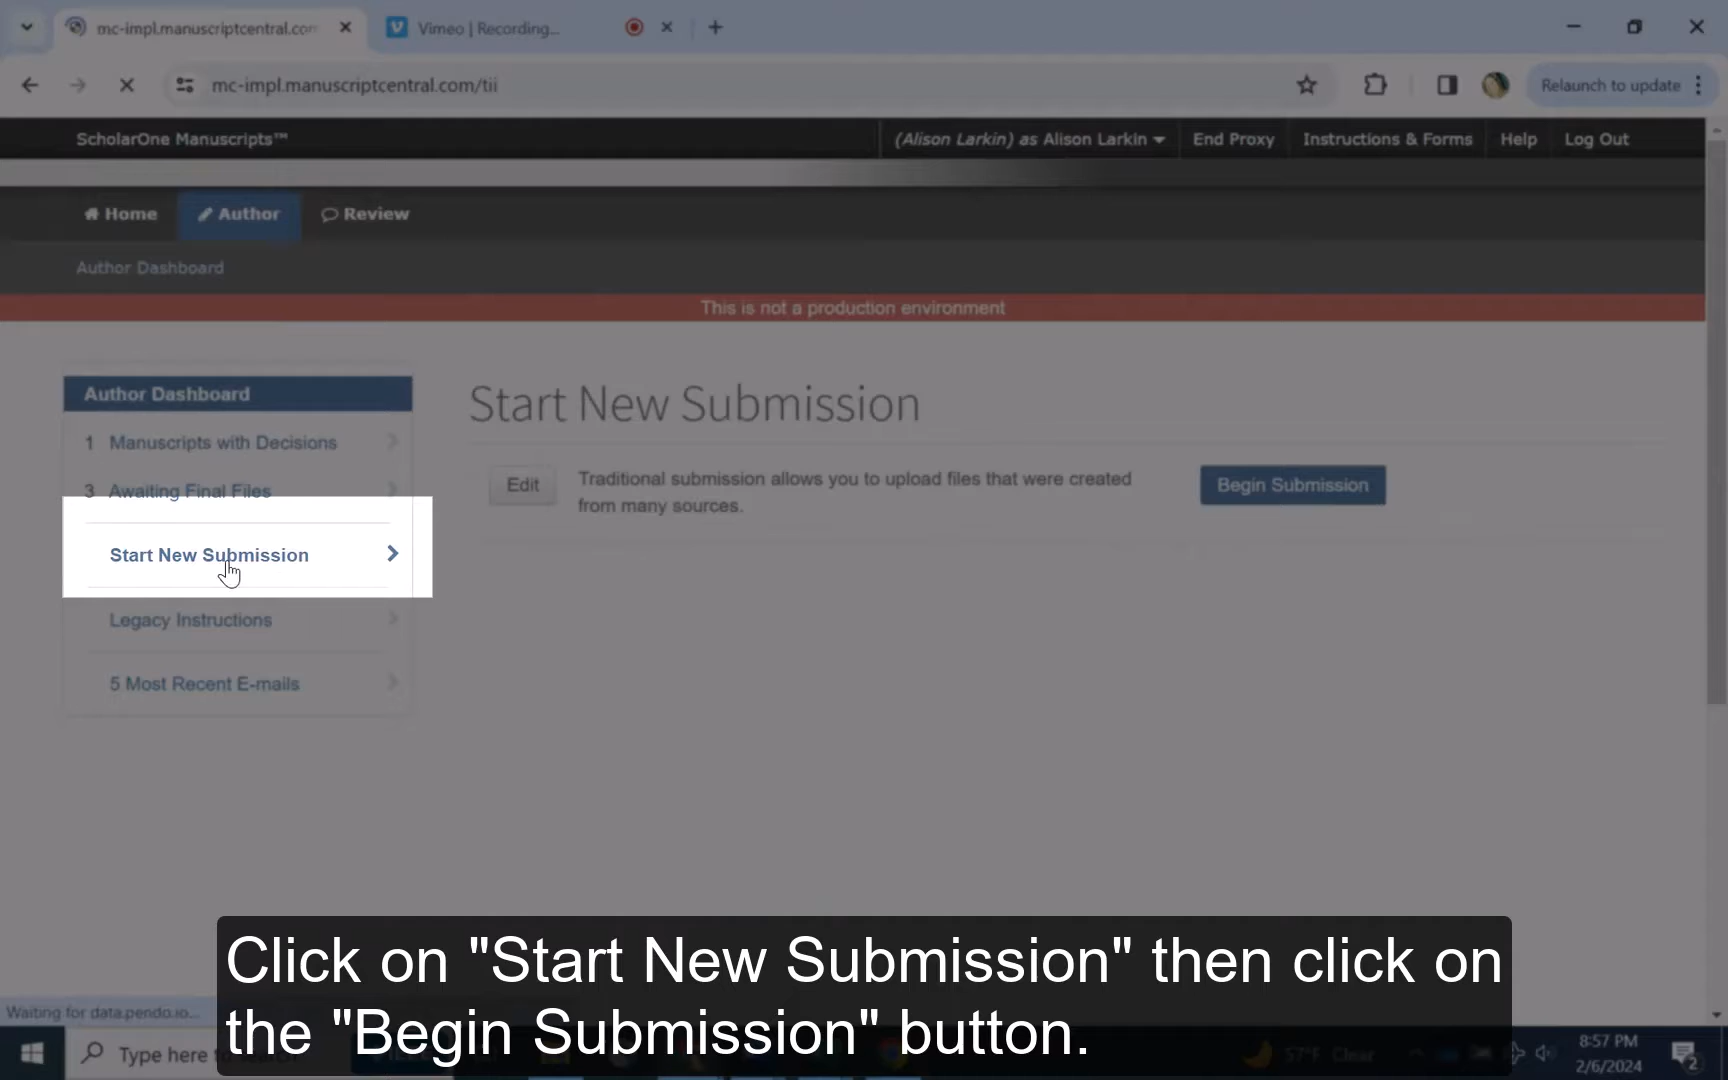 mc-impl.manuscriptcentral.com
Vimeo | Recording...
mc-impl.manuscriptcentral.com/tii
Relaunch to update
ScholarOne Manuscripts™
(Alison Larkin) as Alison Larkin
End Proxy
Instructions & Forms
Help
Log Out
Home
Author
Review
Author Dashboard
This is not a production environment
Author Dashboard
1 Manuscripts with Decisions
3 Awaiting Final Files
Start New Submission
Legacy Instructions
5 Most Recent E-mails
Start New Submission
Edit
Traditional submission allows you to upload files that were created
from many sources.
Begin Submission
Click on "Start New Submission" then click on
the "Begin Submission" button.
Waiting for data.pendo.io...
Type here to search
57°F Clear
8:57 PM
2/6/2024
2